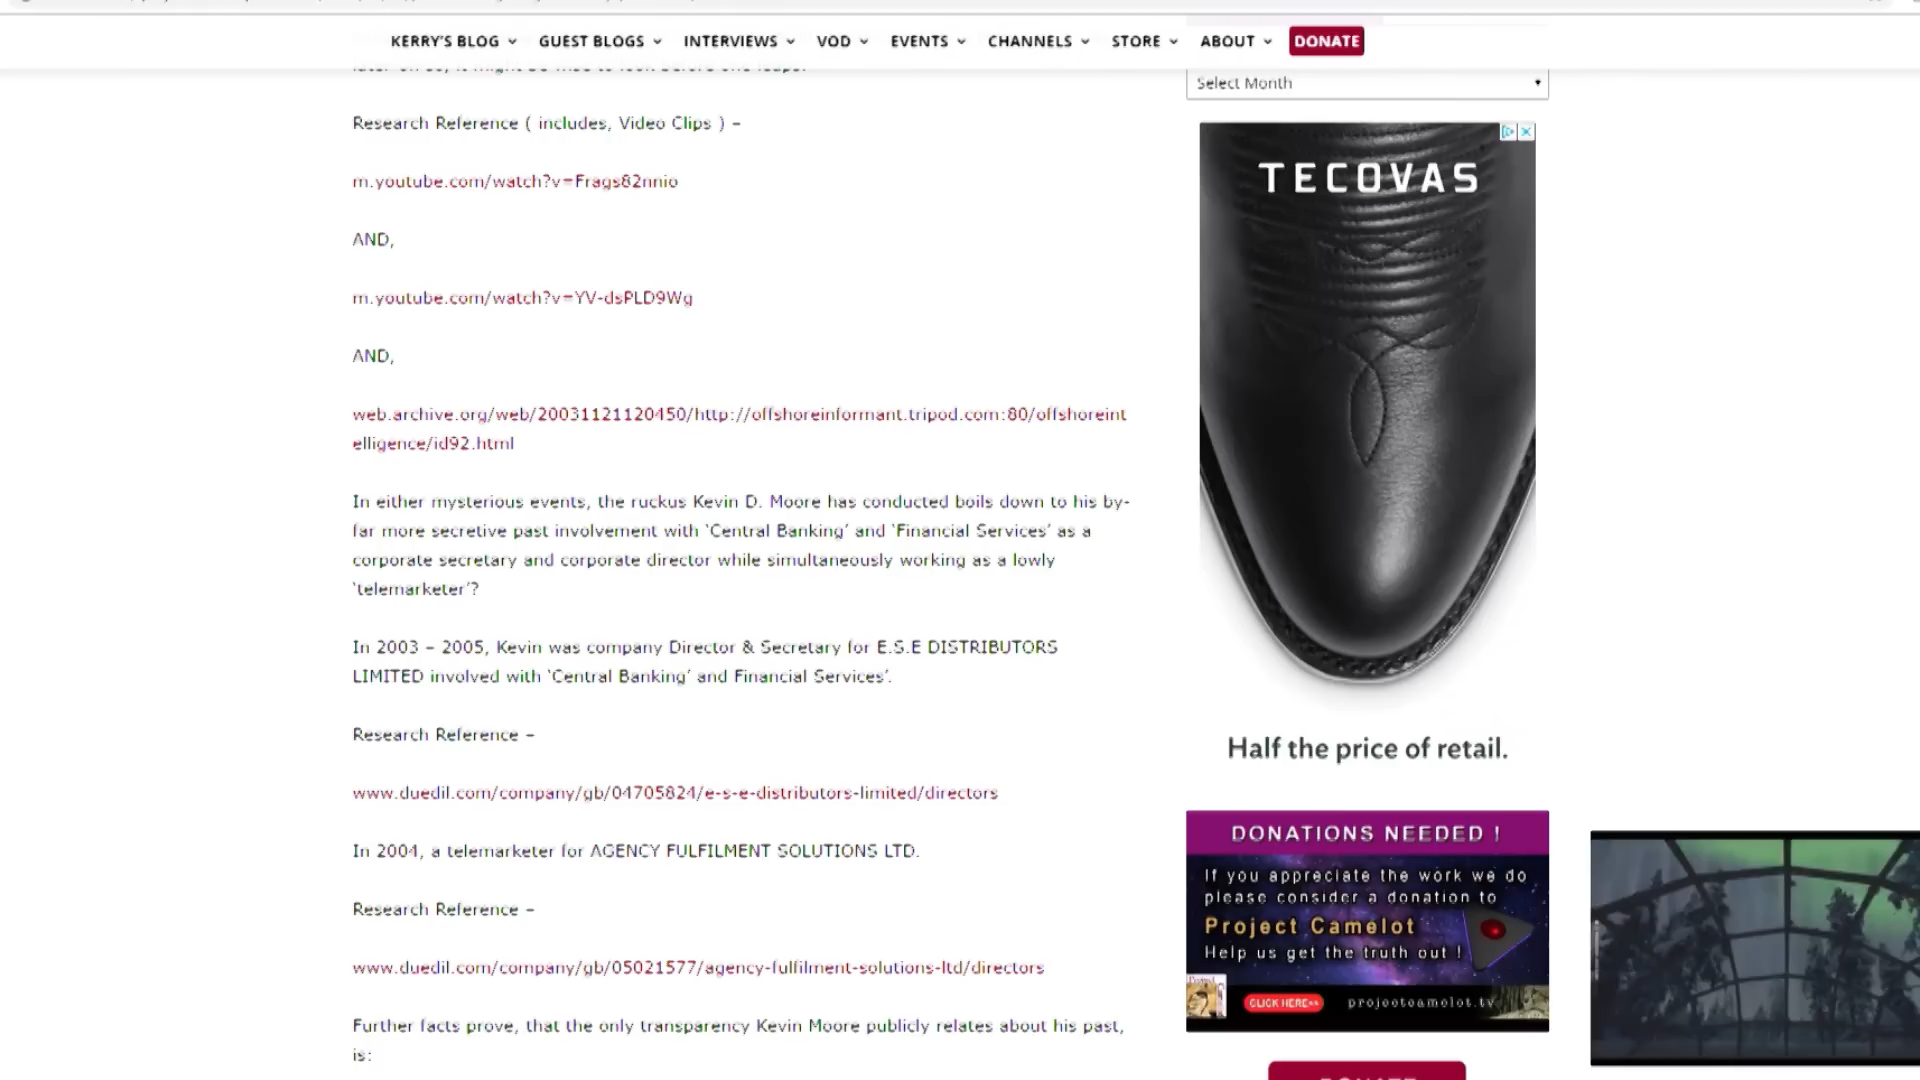 KERRY'S BLOG GUEST BLOGS INTERVIEWS VOD EVENTS CHANNELS STORE ABOUT DONATE
Select Month
Research Reference ( includes, Video Clips ) –
m.youtube.com/watch?v=Frags82nnio
AND,
m.youtube.com/watch?v=YV-dsPLD9Wg
AND,
web.archive.org/web/20031121120450/http://offshoreinformant.tripod.com:80/offshoreint
elligence/id92.html
In either mysterious events, the ruckus Kevin D. Moore has conducted boils down to his by-
far more secretive past involvement with 'Central Banking' and 'Financial Services' as a
corporate secretary and corporate director while simultaneously working as a lowly
'telemarketer'?
In 2003 – 2005, Kevin was company Director & Secretary for E.S.E DISTRIBUTORS
LIMITED involved with 'Central Banking' and Financial Services'.
Research Reference –
www.duedil.com/company/gb/04705824/e-s-e-distributors-limited/directors
In 2004, a telemarketer for AGENCY FULFILMENT SOLUTIONS LTD.
Research Reference –
www.duedil.com/company/gb/05021577/agency-fulfilment-solutions-ltd/directors
Further facts prove, that the only transparency Kevin Moore publicly relates about his past,
is:
TECOVAS
Half the price of retail.
DONATIONS NEEDED !
If you appreciate the work we do
please consider a donation to
Project Camelot
Help us get the truth out !
CLICK HERE>> projectcamelot.tv